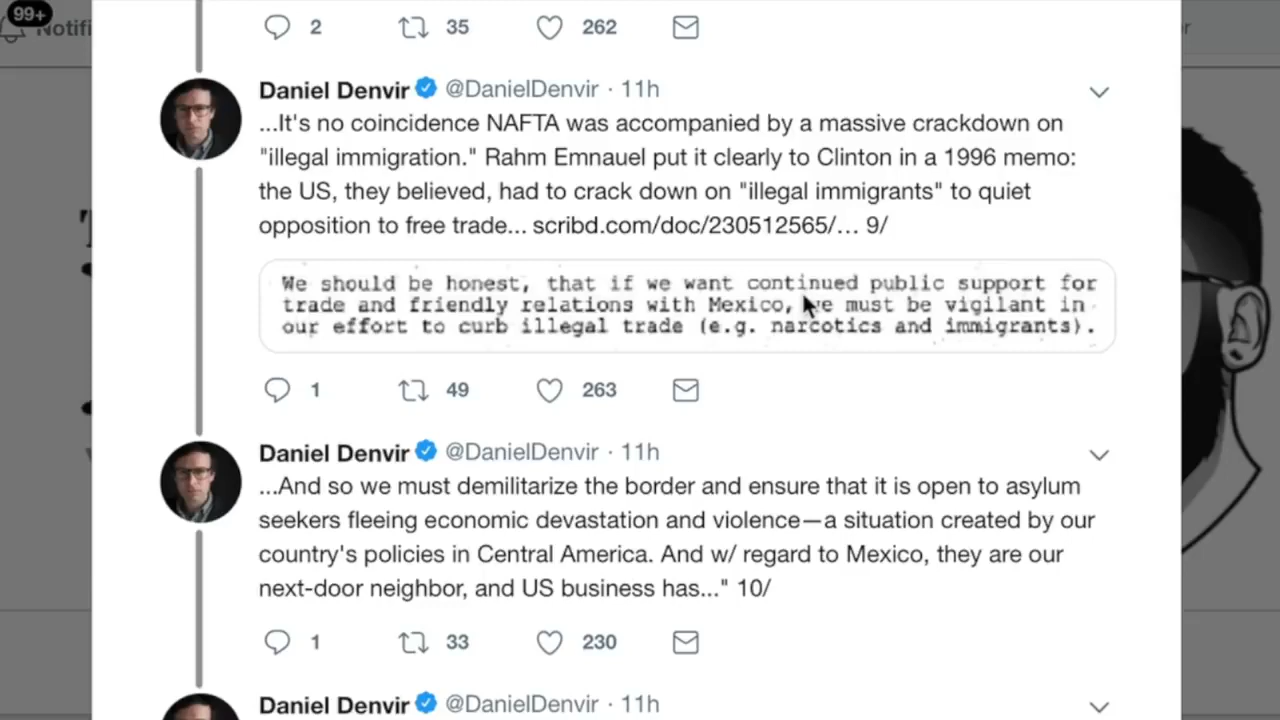 99+
Notifi
2 35 262
Daniel Denvir @DanielDenvir · 11h
...It's no coincidence NAFTA was accompanied by a massive crackdown on
"illegal immigration." Rahm Emnauel put it clearly to Clinton in a 1996 memo:
the US, they believed, had to crack down on "illegal immigrants" to quiet
opposition to free trade... scribd.com/doc/230512565/... 9/
We should be honest, that if we want continued public support for
trade and friendly relations with Mexico, we must be vigilant in
our effort to curb illegal trade (e.g. narcotics and immigrants).
1 49 263
Daniel Denvir @DanielDenvir · 11h
...And so we must demilitarize the border and ensure that it is open to asylum
seekers fleeing economic devastation and violence—a situation created by our
country's policies in Central America. And w/ regard to Mexico, they are our
next-door neighbor, and US business has..." 10/
1 33 230
Daniel Denvir @DanielDenvir · 11h